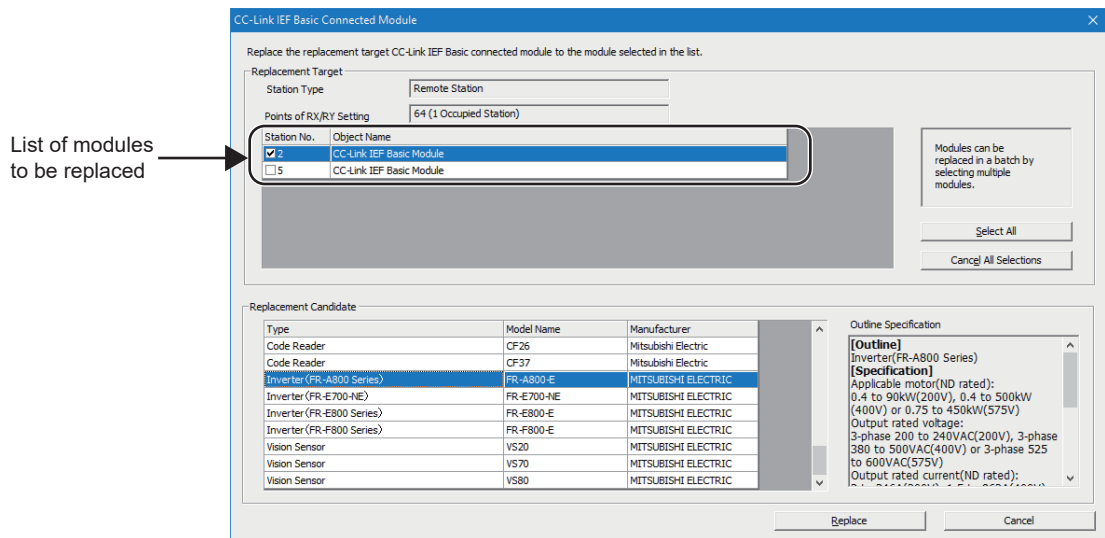 CC-Link IEF Basic Connected Module
Replace the replacement target CC-Link IEF Basic connected module to the module selected in the list.
Replacement Target
Station Type Remote Station
Points of RX/RY Setting 64 (1 Occupied Station)
List of modules
to be replaced
Station No. Object Name
2 CC-Link IEF Basic Module
5 CC-Link IEF Basic Module
Modules can be
replaced in a batch by
selecting multiple
modules.
Select All
Cancel All Selections
Replacement Candidate
Type Model Name Manufacturer
Code Reader CF26 Mitsubishi Electric
Code Reader CF37 Mitsubishi Electric
Inverter(FR-A800 Series) FR-A800-E MITSUBISHI ELECTRIC
Inverter(FR-E700-NE) FR-E700-NE MITSUBISHI ELECTRIC
Inverter(FR-E800 Series) FR-E800-E MITSUBISHI ELECTRIC
Inverter(FR-F800 Series) FR-F800-E MITSUBISHI ELECTRIC
Vision Sensor VS20 MITSUBISHI ELECTRIC
Vision Sensor VS70 MITSUBISHI ELECTRIC
Vision Sensor VS80 MITSUBISHI ELECTRIC
Outline Specification
[Outline]
Inverter(FR-A800 Series)
[Specification]
Applicable motor(ND rated):
0.4 to 90kW(200V), 0.4 to 500kW
(400V) or 0.75 to 450kW(575V)
Output rated voltage:
3-phase 200 to 240VAC(200V), 3-phase
380 to 500VAC(400V) or 3-phase 525
to 600VAC(575V)
Output rated current(ND rated):
Replace
Cancel